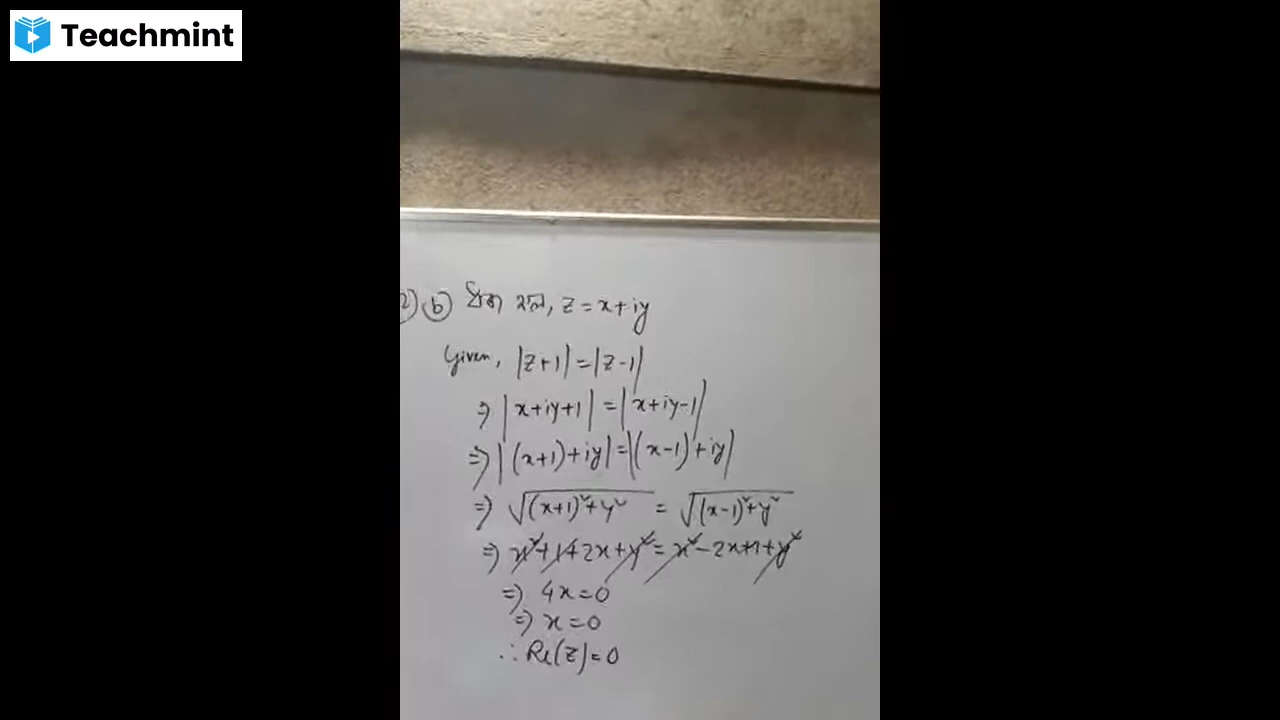 Teachmint
2) b) ধৰা হল, z = x+iy
Given, |z+1| = |z-1|
⇒ |x+iy+1| = |x+iy-1|
⇒ |(x+1)+iy| = |(x-1)+iy|
⇒ √(x+1)²+y² = √(x-1)²+y²
⇒ x²+1+2x+y² = x²-2x+1+y²
⇒ 4x=0
⇒ x=0
∴ Re(z)=0